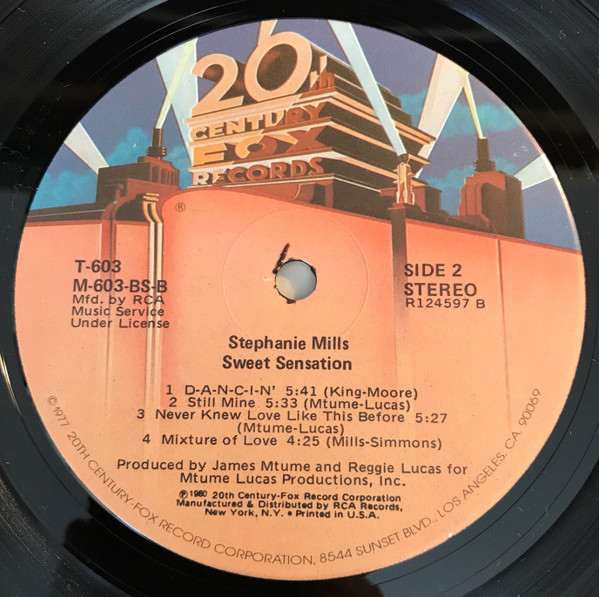 20th
CENTURY
FOX
RECORDS
®
T-603
M-603-BS-B
Mfd. by RCA
Music Service
Under License
SIDE 2
STEREO
R124597 B
Stephanie Mills
Sweet Sensation
1 D-A-N-C-I-N' 5:41 (King-Moore)
2 Still Mine 5:33 (Mtume-Lucas)
3 Never Knew Love Like This Before 5:27
(Mtume-Lucas)
4 Mixture of Love 4:25 (Mills-Simmons)
Produced by James Mtume and Reggie Lucas for
Mtume Lucas Productions, Inc.
℗ 1980 20th Century-Fox Record Corporation
Manufactured & Distributed by RCA Records,
New York, N.Y. • Printed in U.S.A.
© 1977 20TH CENTURY-FOX RECORD CORPORATION, 8544 SUNSET BLVD., LOS ANGELES, CA 90069